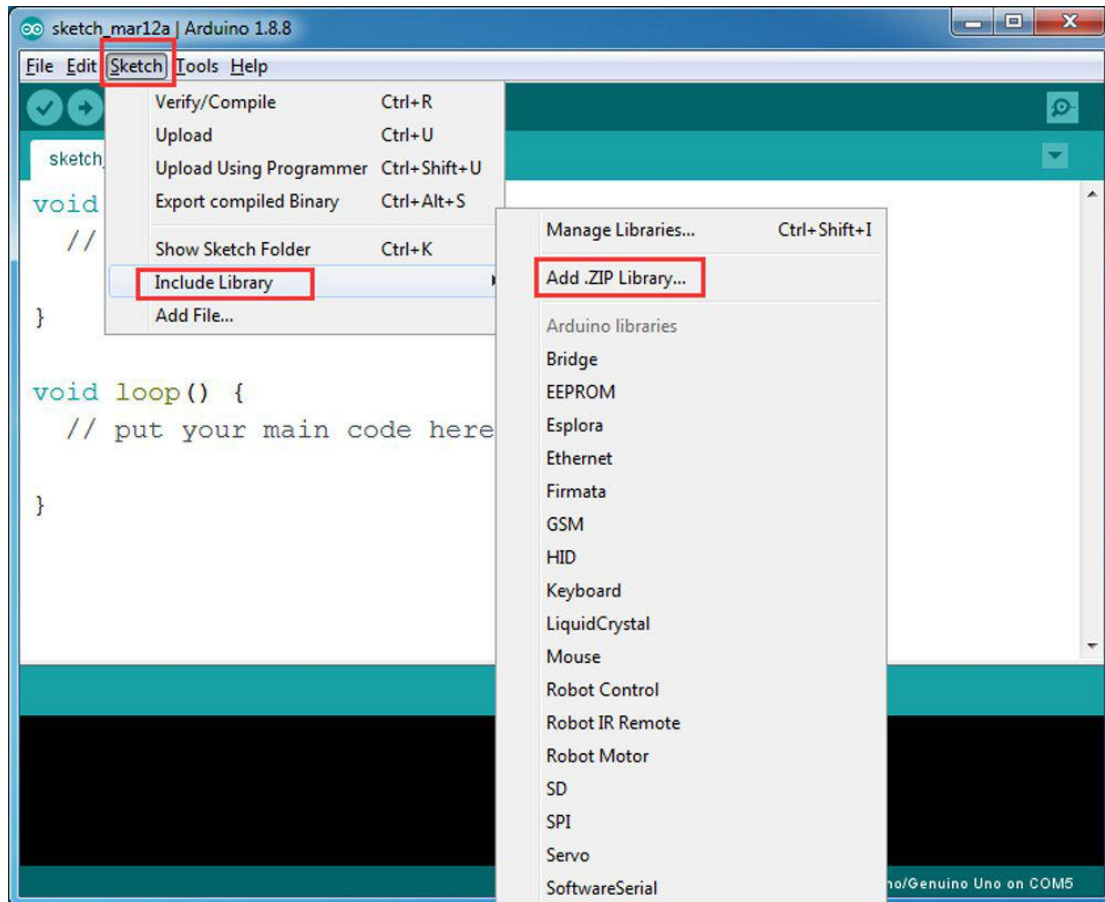 sketch_mar12a | Arduino 1.8.8
File Edit Sketch Tools Help
Verify/Compile Ctrl+R
Upload Ctrl+U
Upload Using Programmer Ctrl+Shift+U
Export compiled Binary Ctrl+Alt+S
Show Sketch Folder Ctrl+K
Include Library
Add File...
Manage Libraries... Ctrl+Shift+I
Add .ZIP Library...
Arduino libraries
Bridge
EEPROM
Esplora
Ethernet
Firmata
GSM
HID
Keyboard
LiquidCrystal
Mouse
Robot Control
Robot IR Remote
Robot Motor
SD
SPI
Servo
SoftwareSerial
sketch_
void
//
}
void loop() {
// put your main code here
}
no/Genuino Uno on COM5